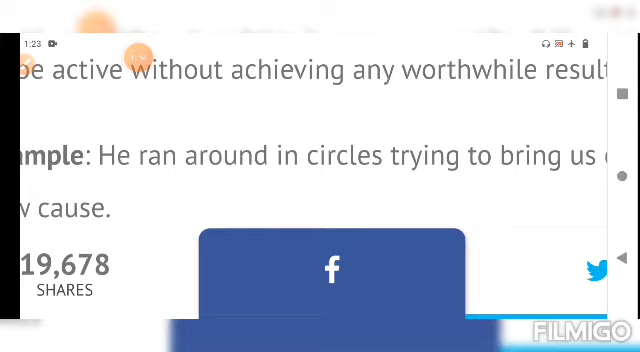 1:23
be active without achieving any worthwhile result
ample: He ran around in circles trying to bring us
w cause.
19,678
SHARES
f
FILMIGO